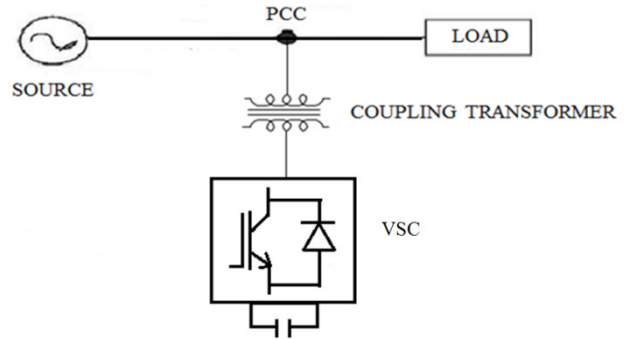 PCC
LOAD
SOURCE
COUPLING TRANSFORMER
VSC